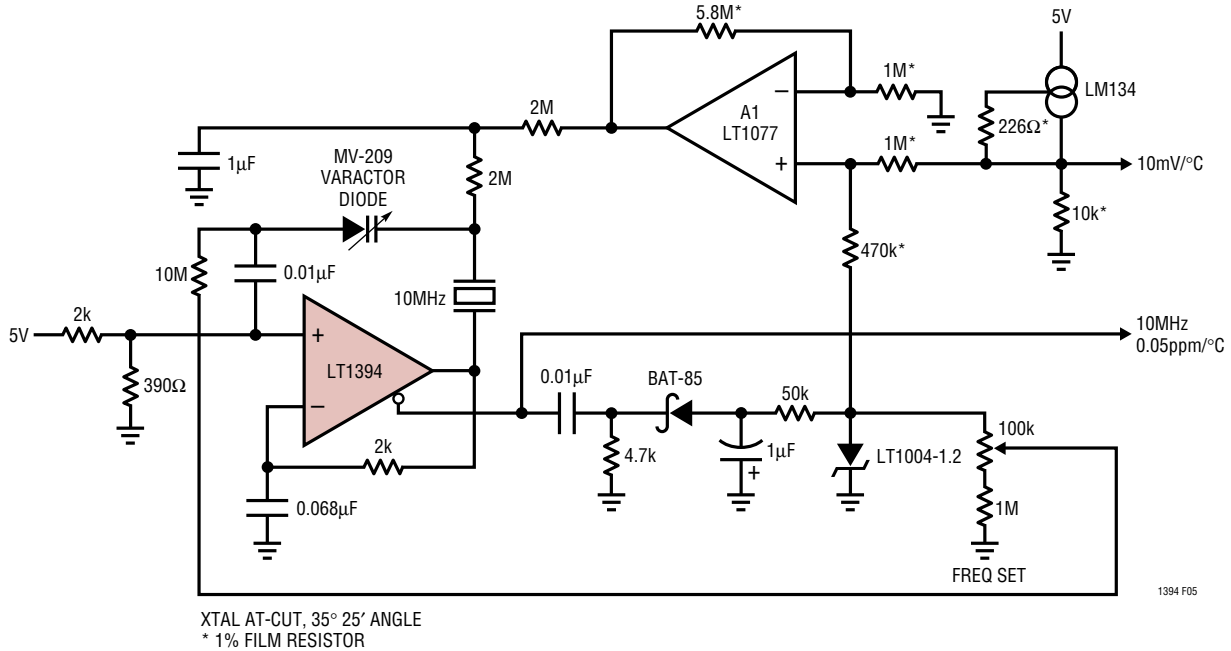 5.8M*
5V
1M*
LM134
A1
LT1077
2M
226Ω*
1M*
10mV/°C
1µF
MV-209
VARACTOR
DIODE
2M
10k*
470k*
10M
0.01µF
10MHz
5V
2k
10MHz
0.05ppm/°C
LT1394
390Ω
0.01µF
BAT-85
50k
100k
2k
4.7k
1µF
LT1004-1.2
0.068µF
1M
FREQ SET
1394 F05
XTAL AT-CUT, 35° 25′ ANGLE
* 1% FILM RESISTOR